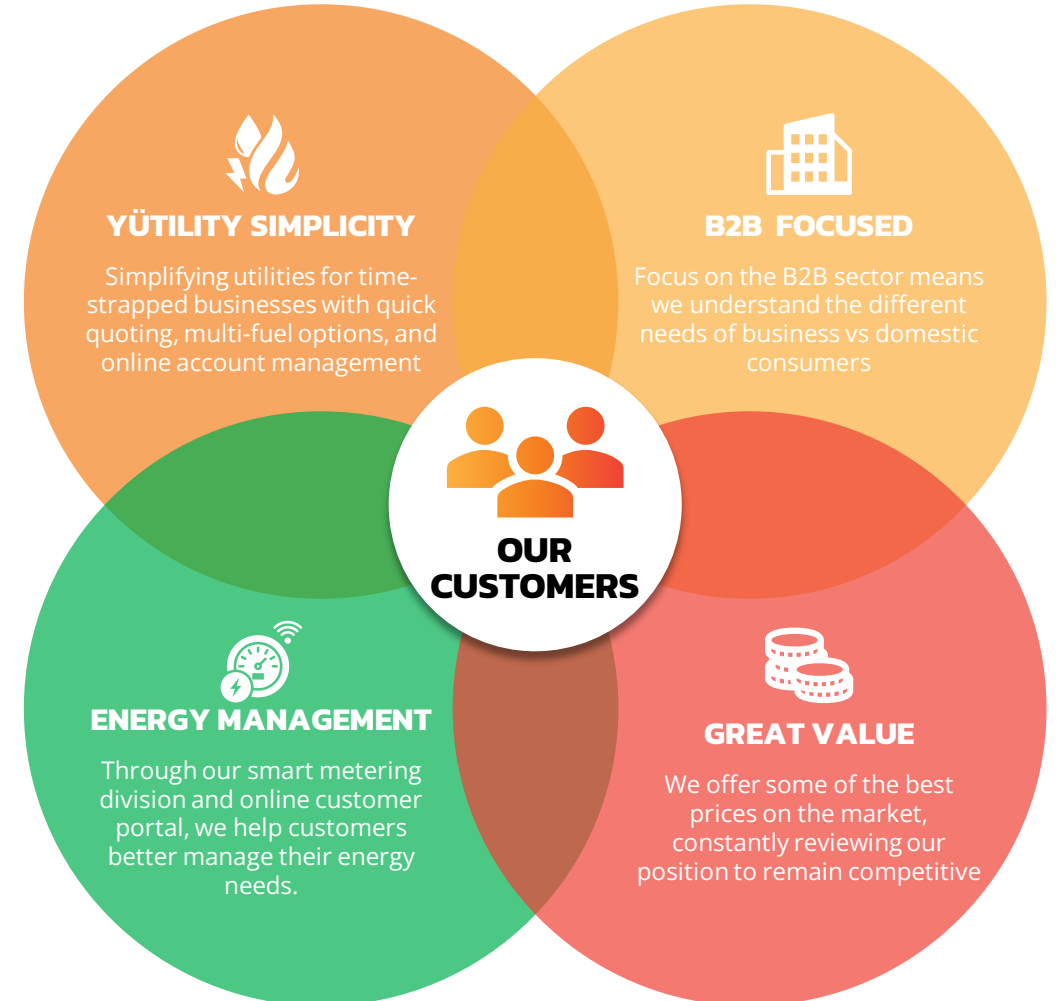 YÜTILITY SIMPLICITY
Simplifying utilities for time-
strapped businesses with quick
quoting, multi-fuel options, and
online account management
B2B FOCUSED
Focus on the B2B sector means
we understand the different
needs of business vs domestic
consumers
OUR
CUSTOMERS
ENERGY MANAGEMENT
Through our smart metering
division and online customer
portal, we help customers
better manage their energy
needs.
GREAT VALUE
We offer some of the best
prices on the market,
constantly reviewing our
position to remain competitive